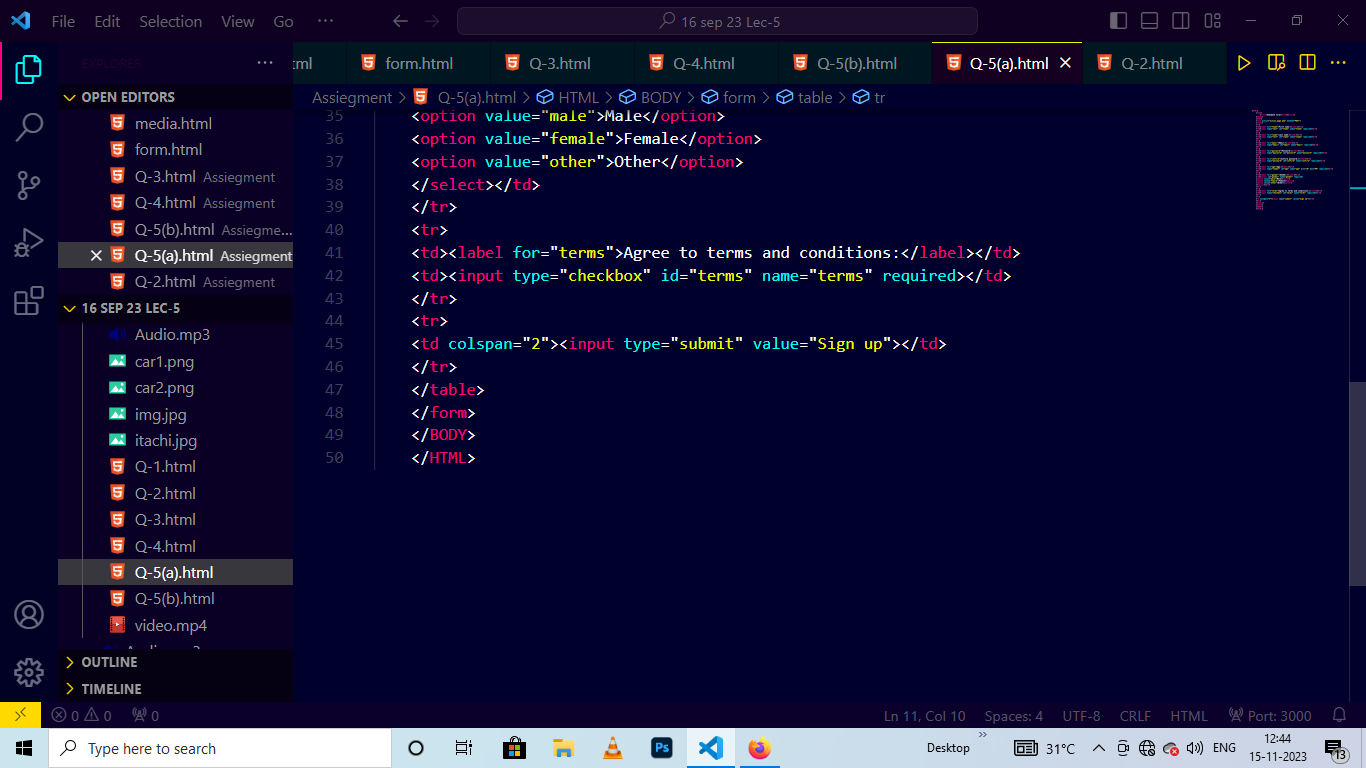 File Edit Selection View Go ··· 16 sep 23 Lec-5
EXPLORER ···
tml form.html Q-3.html Q-4.html Q-5(b).html Q-5(a).html Q-2.html ···
Assiegment > Q-5(a).html > HTML > BODY > form > table > tr
OPEN EDITORS
media.html
form.html
Q-3.html Assiegment
Q-4.html Assiegment
Q-5(b).html Assiegme...
Q-5(a).html Assiegment
Q-2.html Assiegment
16 SEP 23 LEC-5
Audio.mp3
car1.png
car2.png
img.jpg
itachi.jpg
Q-1.html
Q-2.html
Q-3.html
Q-4.html
Q-5(a).html
Q-5(b).html
video.mp4
OUTLINE
TIMELINE
35 <option value="male">Male</option>
36 <option value="female">Female</option>
37 <option value="other">Other</option>
38 </select></td>
39 </tr>
40 <tr>
41 <td><label for="terms">Agree to terms and conditions:</label></td>
42 <td><input type="checkbox" id="terms" name="terms" required></td>
43 </tr>
44 <tr>
45 <td colspan="2"><input type="submit" value="Sign up"></td>
46 </tr>
47 </table>
48 </form>
49 </BODY>
50 </HTML>
0 0 0 Ln 11, Col 10 Spaces: 4 UTF-8 CRLF HTML Port: 3000
Type here to search Ps Desktop 31°C ENG 12:44
15-11-2023 13